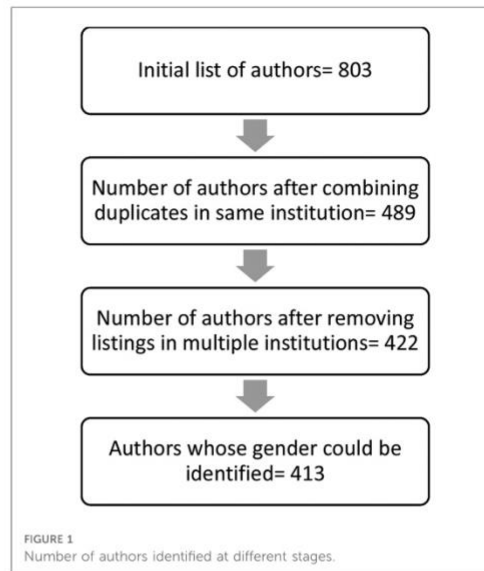 Initial list of authors= 803
Number of authors after combining
duplicates in same institution= 489
Number of authors after removing
listings in multiple institutions= 422
Authors whose gender could be
identified= 413
FIGURE 1
Number of authors identified at different stages.